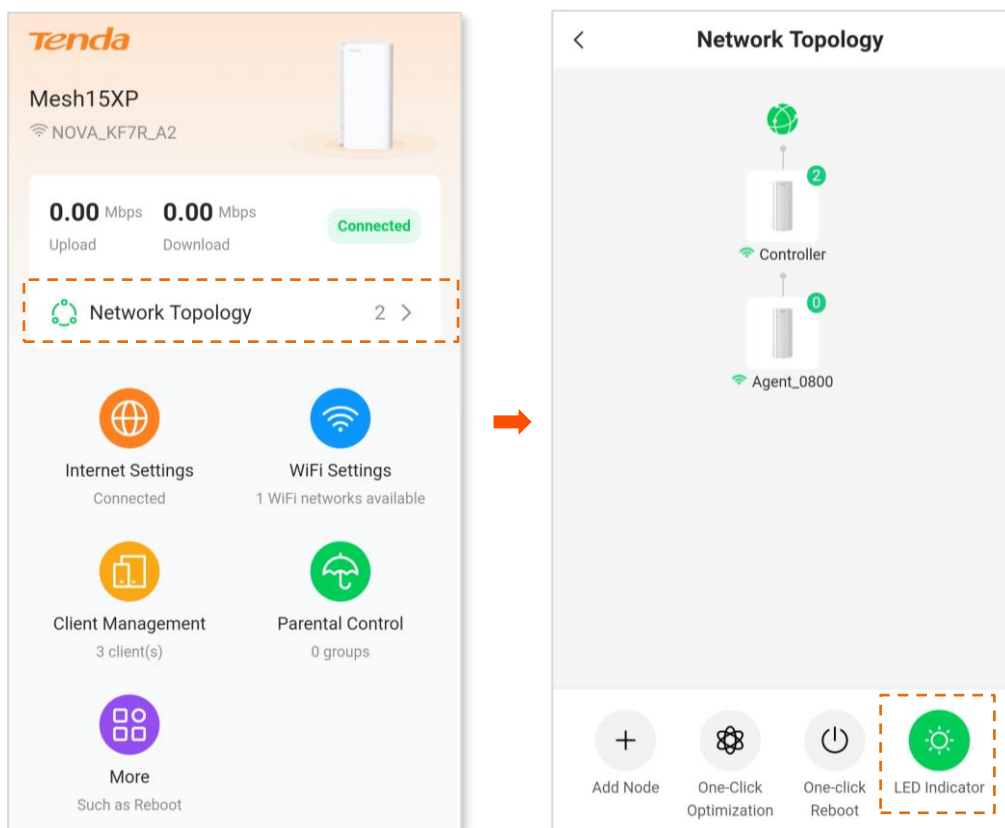 Tenda
Mesh15XP
NOVA_KF7R_A2
0.00 Mbps 0.00 Mbps
Upload Download
Connected
Network Topology 2 >
Internet Settings
Connected
WiFi Settings
1 WiFi networks available
Client Management
3 client(s)
Parental Control
0 groups
More
Such as Reboot
< Network Topology
2
Controller
0
Agent_0800
Add Node
One-Click
Optimization
One-click
Reboot
LED Indicator